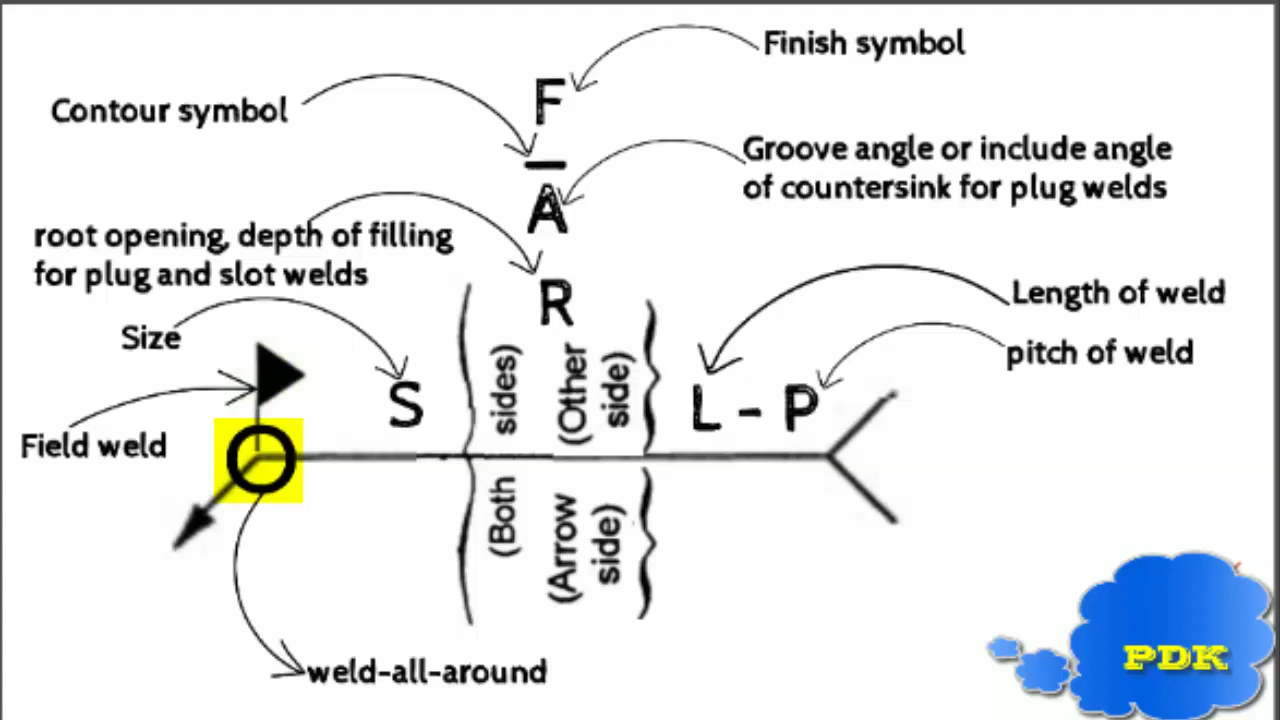 Finish symbol
F
Contour symbol
Groove angle or include angle
of countersink for plug welds
A
root opening, depth of filling
for plug and slot welds
R
Length of weld
Size
pitch of weld
S
sides)
(Other
side)
L - P
Field weld
(Both
(Arrow
side)
weld-all-around
PDK